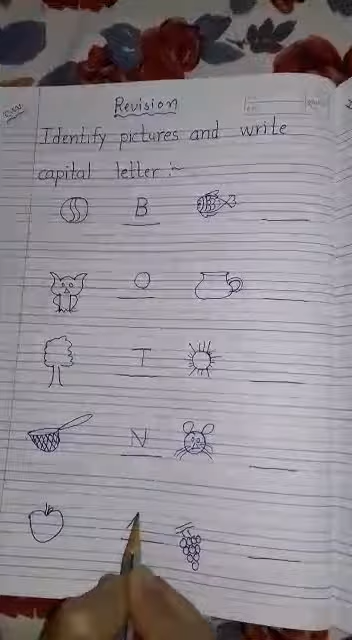 Revision
Identify pictures and write
capital letter :~
B
O
T
N